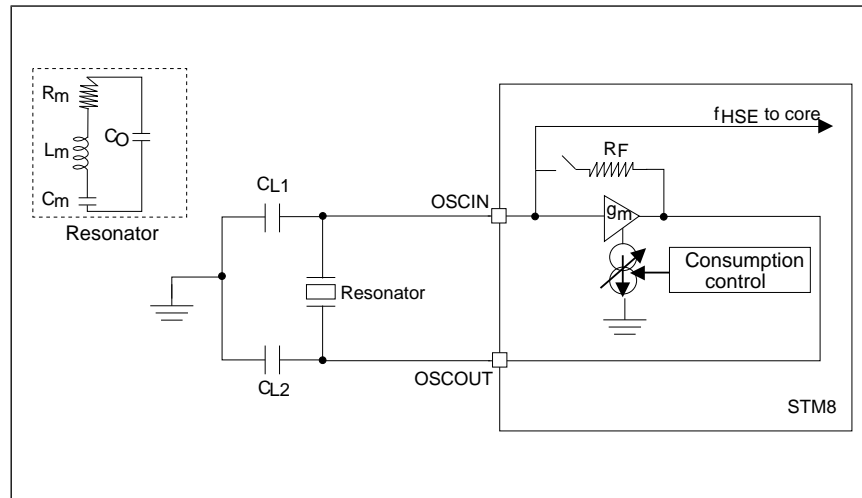 Rm
Lm
Cm
CO
Resonator
CL1
Resonator
CL2
OSCIN
OSCOUT
fHSE to core
RF
gm
Consumption
control
STM8